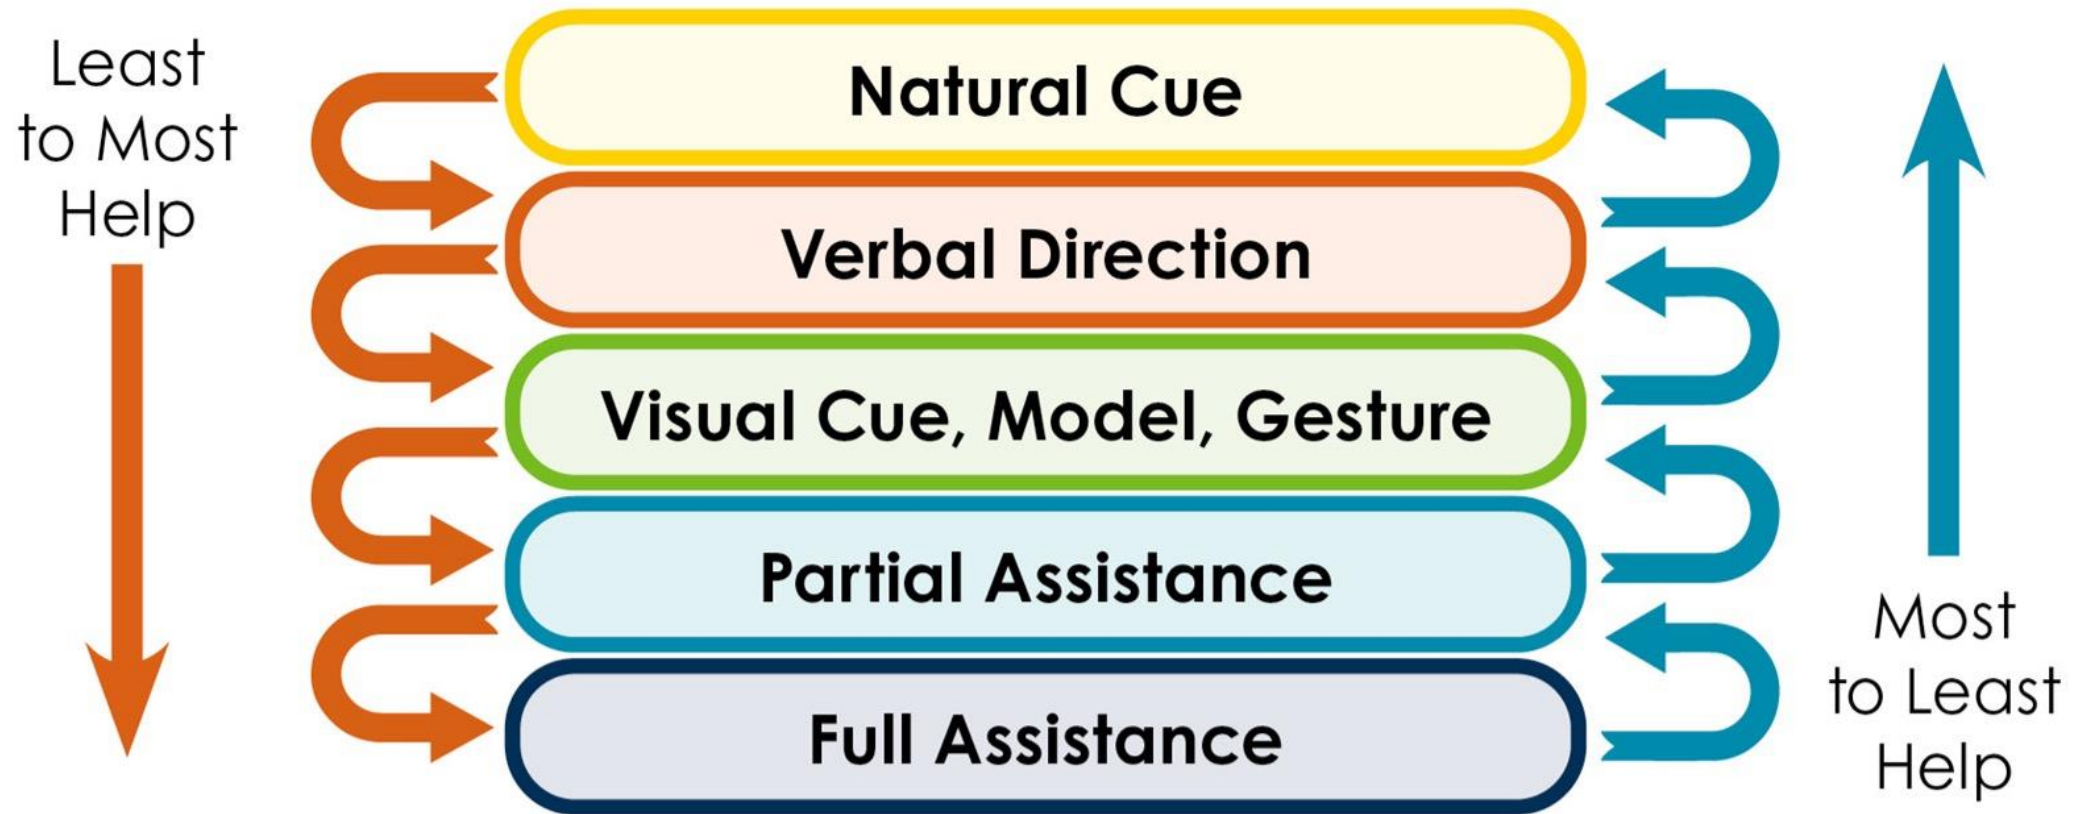 Least
to Most
Help
Natural Cue
Verbal Direction
Visual Cue, Model, Gesture
Partial Assistance
Full Assistance
Most
to Least
Help